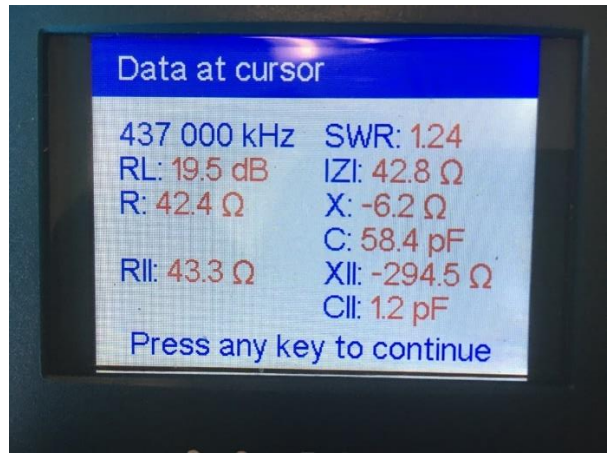 Data at cursor
437 000 kHz SWR: 1.24
RL: 19.5 dB IZI: 42.8 Ω
R: 42.4 Ω X: -6.2 Ω
C: 58.4 pF
RII: 43.3 Ω XII: -294.5 Ω
CII: 1.2 pF
Press any key to continue